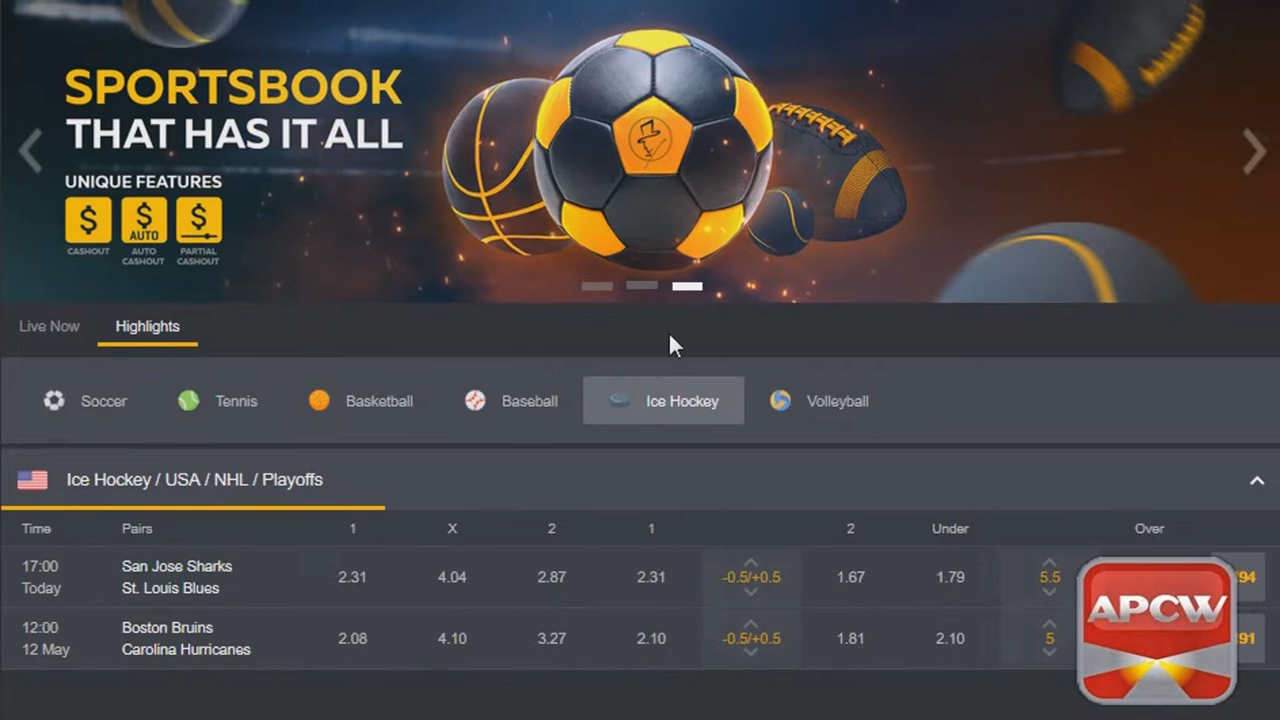 SPORTSBOOK
THAT HAS IT ALL
UNIQUE FEATURES
$ $ $
AUTO
CASHOUT AUTO CASHOUT PARTIAL CASHOUT
Live Now Highlights
Soccer Tennis Basketball Baseball Ice Hockey Volleyball
Ice Hockey / USA / NHL / Playoffs
Time Pairs 1 X 2 1 2 Under Over
17:00 San Jose Sharks 2.31 4.04 2.87 2.31 -0.5/+0.5 1.67 1.79 5.5 94
Today St. Louis Blues
12:00 Boston Bruins 2.08 4.10 3.27 2.10 -0.5/+0.5 1.81 2.10 5 91
12 May Carolina Hurricanes
APCW